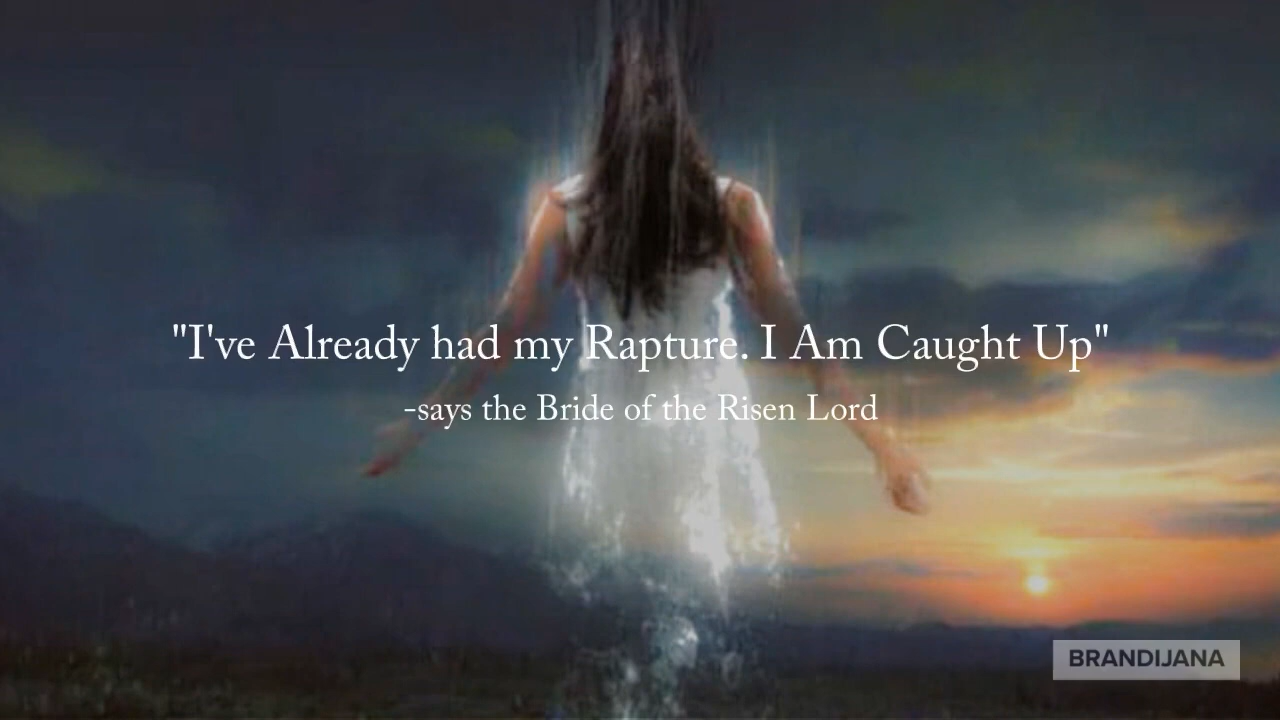 "I've Already had my Rapture. I Am Caught Up"
-says the Bride of the Risen Lord
BRANDIJANA